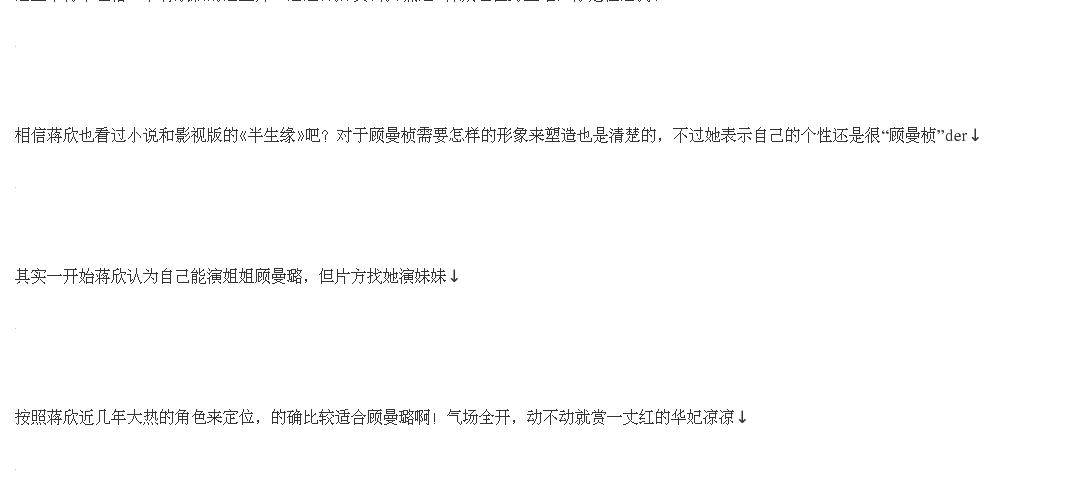 相信蒋欣也看过小说和影视版的《半生缘》吧？对于顾曼桢需要怎样的形象来塑造也是清楚的，不过她表示自己的个性还是很“顾曼桢”der↓
其实一开始蒋欣认为自己能演姐姐顾曼璐，但片方找她演妹妹↓
按照蒋欣近几年大热的角色来定位，的确比较适合顾曼璐啊！气场全开，动不动就赏一丈红的华妃凉凉↓